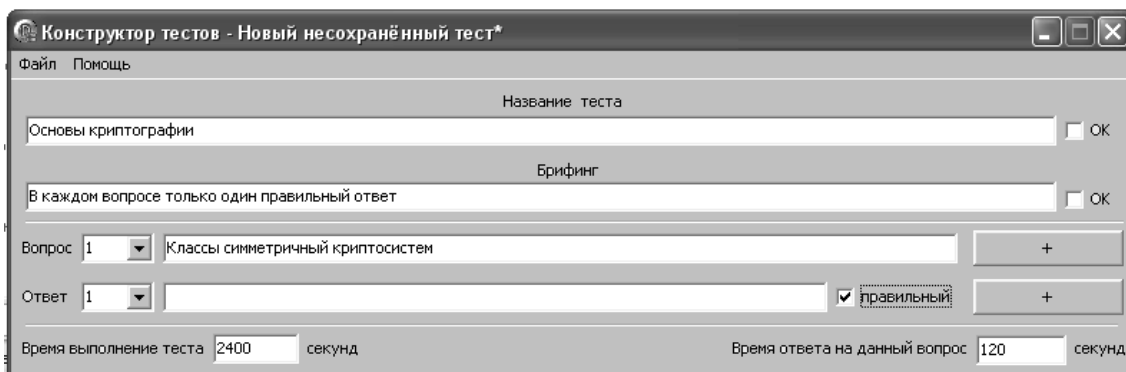 Конструктор тестов - Новый несохранённый тест*
Файл Помощь
Название теста
Основы криптографии OK
Брифинг
В каждом вопросе только один правильный ответ OK
Вопрос 1 Классы симметричный криптосистем +
Ответ 1 правильный +
Время выполнение теста 2400 секунд Время ответа на данный вопрос 120 секунд